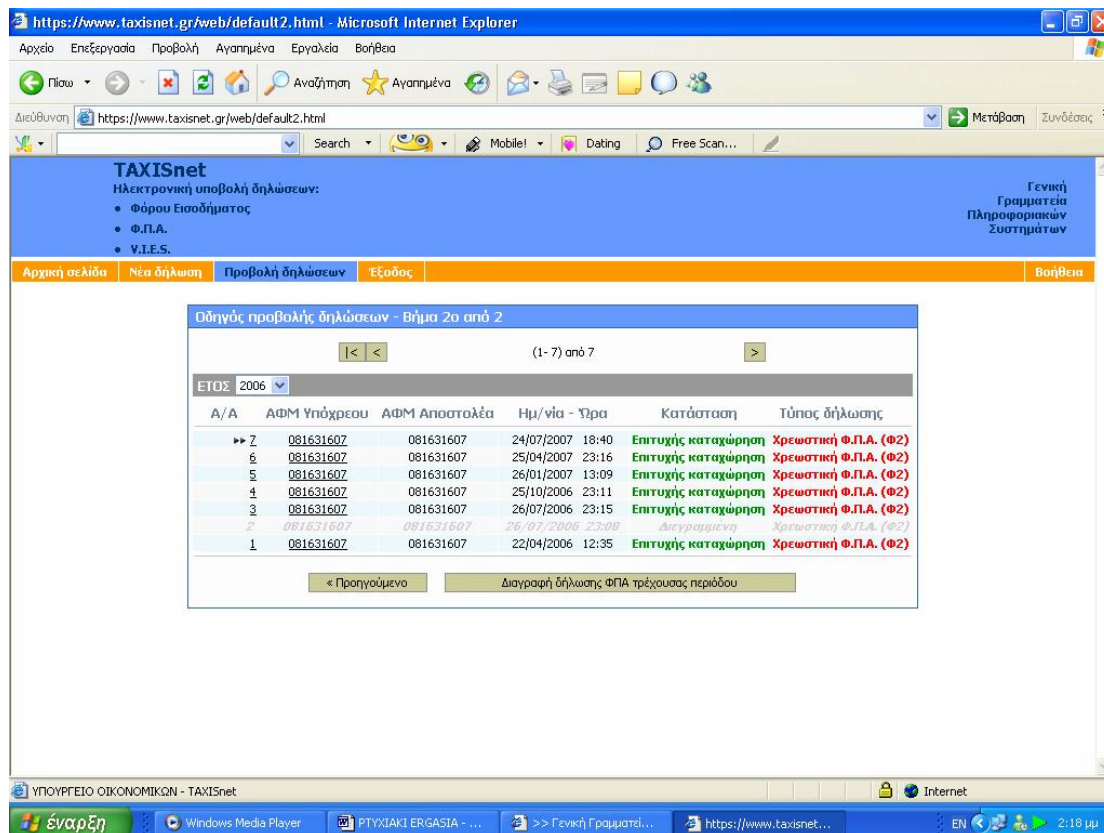 https://www.taxisnet.gr/web/default2.html - Microsoft Internet Explorer
Αρχείο Επεξεργασία Προβολή Αγαπημένα Εργαλεία Βοήθεια
Πίσω Αναζήτηση Αγαπημένα
Διεύθυνση https://www.taxisnet.gr/web/default2.html Μετάβαση Συνδέσεις
Search Mobile! Dating Free Scan...
TAXISnet
Ηλεκτρονική υποβολή δηλώσεων:
• Φόρου Εισοδήματος
• Φ.Π.Α.
• V.I.E.S.
Γενική
Γραμματεία
Πληροφοριακών
Συστημάτων
Αρχική σελίδα Νέα δήλωση Προβολή δηλώσεων Έξοδος Βοήθεια
Οδηγός προβολής δηλώσεων - Βήμα 2ο από 2
|< < (1- 7) από 7 >
ΕΤΟΣ 2006
Α/Α ΑΦΜ Υπόχρεου ΑΦΜ Αποστολέα Ημ/νία - Ώρα Κατάσταση Τύπος δήλωσης
7 081631607 081631607 24/07/2007 18:40 Επιτυχής καταχώρηση Χρεωστική Φ.Π.Α. (Φ2)
6 081631607 081631607 25/04/2007 23:16 Επιτυχής καταχώρηση Χρεωστική Φ.Π.Α. (Φ2)
5 081631607 081631607 26/01/2007 13:09 Επιτυχής καταχώρηση Χρεωστική Φ.Π.Α. (Φ2)
4 081631607 081631607 25/10/2006 23:11 Επιτυχής καταχώρηση Χρεωστική Φ.Π.Α. (Φ2)
3 081631607 081631607 26/07/2006 23:15 Επιτυχής καταχώρηση Χρεωστική Φ.Π.Α. (Φ2)
2 081631607 081631607 26/07/2006 23:08 Διεγραμμένη Χρεωστική Φ.Π.Α. (Φ2)
1 081631607 081631607 22/04/2006 12:35 Επιτυχής καταχώρηση Χρεωστική Φ.Π.Α. (Φ2)
« Προηγούμενο Διαγραφή δήλωσης ΦΠΑ τρέχουσας περιόδου
ΥΠΟΥΡΓΕΙΟ ΟΙΚΟΝΟΜΙΚΩΝ - TAXISnet Internet
έναρξη Windows Media Player PTYXIAKI ERGASIA - ... >> Γενική Γραμματεί... https://www.taxisnet... EN 2:18 μμ